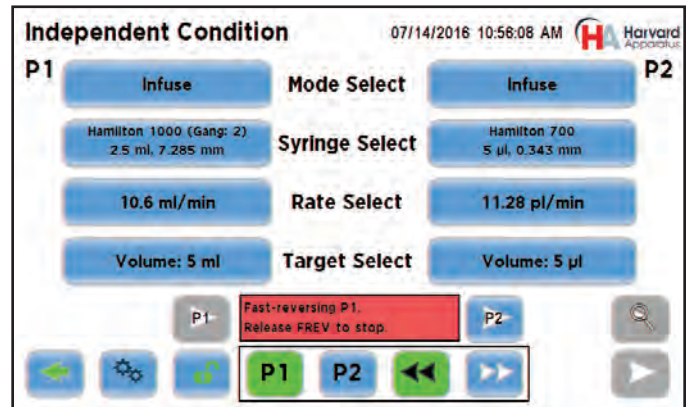 Independent Condition
07/14/2016 10:56:08 AM
HA Harvard
Apparatus
P1
P2
Infuse
Mode Select
Infuse
Hamilton 1000 (Gang: 2)
2.5 ml, 7.285 mm
Syringe Select
Hamilton 700
5 µl, 0.343 mm
10.6 ml/min
Rate Select
11.28 pl/min
Volume: 5 ml
Target Select
Volume: 5 µl
P1
Fast-reversing P1.
Release FREV to stop.
P2
P1
P2